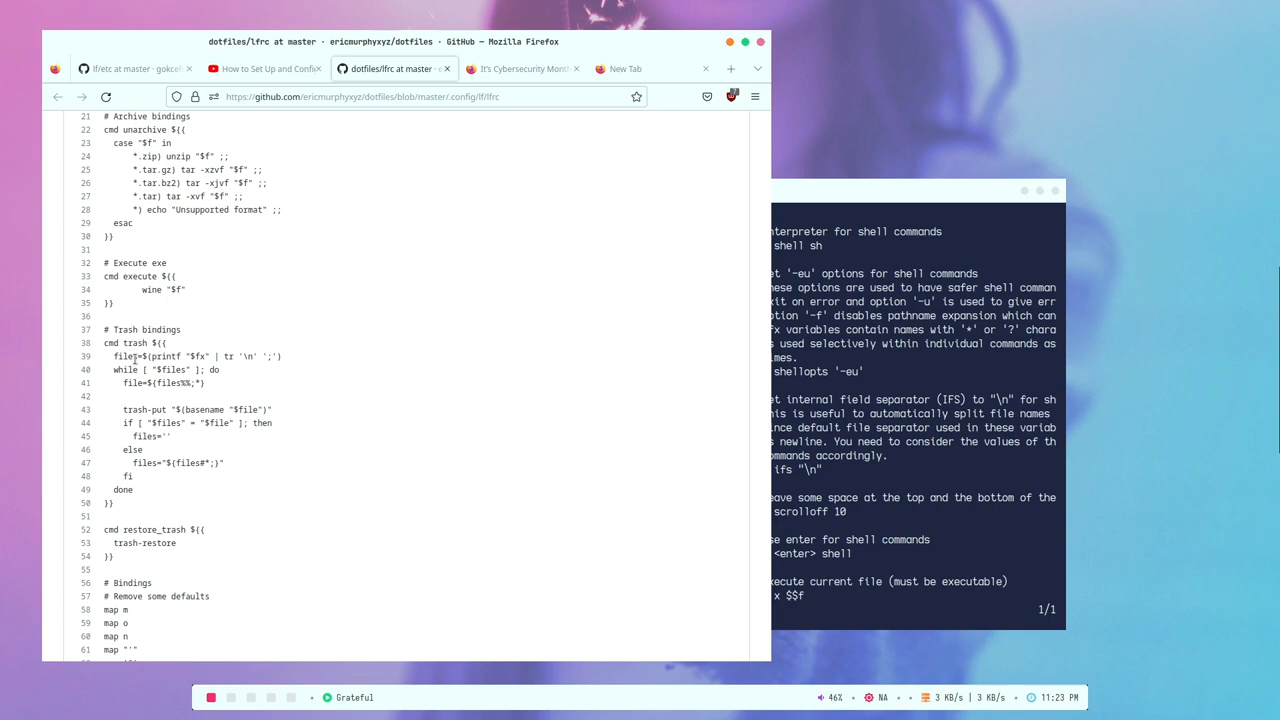 dotfiles/lfrc at master · ericmurphyxyz/dotfiles · GitHub — Mozilla Firefox
lf/etc at master · gokce
How to Set Up and Confi
dotfiles/lfrc at master · e
It's Cybersecurity Month
New Tab
https://github.com/ericmurphyxyz/dotfiles/blob/master/.config/lf/lfrc
21 # Archive bindings
22 cmd unarchive ${{
23 case "$f" in
24 *.zip) unzip "$f" ;;
25 *.tar.gz) tar -xzvf "$f" ;;
26 *.tar.bz2) tar -xjvf "$f" ;;
27 *.tar) tar -xvf "$f" ;;
28 *) echo "Unsupported format" ;;
29 esac
30 }}
31
32 # Execute exe
33 cmd execute ${{
34 wine "$f"
35 }}
36
37 # Trash bindings
38 cmd trash ${{
39 files=$(printf "$fx" | tr '\n' ';')
40 while [ "$files" ]; do
41 file=${files%%;*}
42
43 trash-put "$(basename "$file")"
44 if [ "$files" = "$file" ]; then
45 files=''
46 else
47 files="${files#*;}"
48 fi
49 done
50 }}
51
52 cmd restore_trash ${{
53 trash-restore
54 }}
55
56 # Bindings
57 # Remove some defaults
58 map m
59 map o
60 map n
61 map "'"
nterpreter for shell commands
shell sh
et '-eu' options for shell commands
hese options are used to have safer shell comman
xit on error and option '-u' is used to give err
ption '-f' disables pathname expansion which can
fx variables contain names with '*' or '?' chara
s used selectively within individual commands as
imes.
shellopts '-eu'
et internal field separator (IFS) to "\n" for sh
his is useful to automatically split file names
ince default file separator used in these variab
s newline. You need to consider the values of th
ommands accordingly.
ifs "\n"
eave some space at the top and the bottom of the
scrolloff 10
se enter for shell commands
<enter> shell
xecute current file (must be executable)
x $$f
1/1
Grateful
46%
NA
3 KB/s | 3 KB/s
11:23 PM